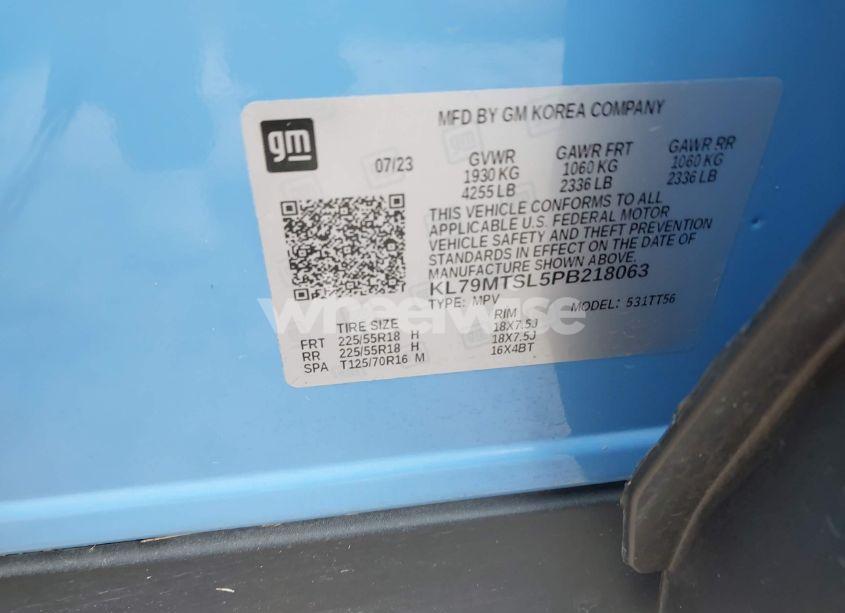 MFD BY GM KOREA COMPANY
gm
07/23
GVWR GAWR FRT GAWR RR
1930 KG 1060 KG 1060 KG
4255 LB 2336 LB 2336 LB
THIS VEHICLE CONFORMS TO ALL
APPLICABLE U.S. FEDERAL MOTOR
VEHICLE SAFETY AND THEFT PREVENTION
STANDARDS IN EFFECT ON THE DATE OF
MANUFACTURE SHOWN ABOVE.
KL79MTSL5PB218063
TYPE: MPV MODEL: 531TT56
wheelwise
TIRE SIZE RIM
FRT 225/55R18 H 18X7.5J
RR 225/55R18 H 18X7.5J
SPA T125/70R16 M 16X4BT